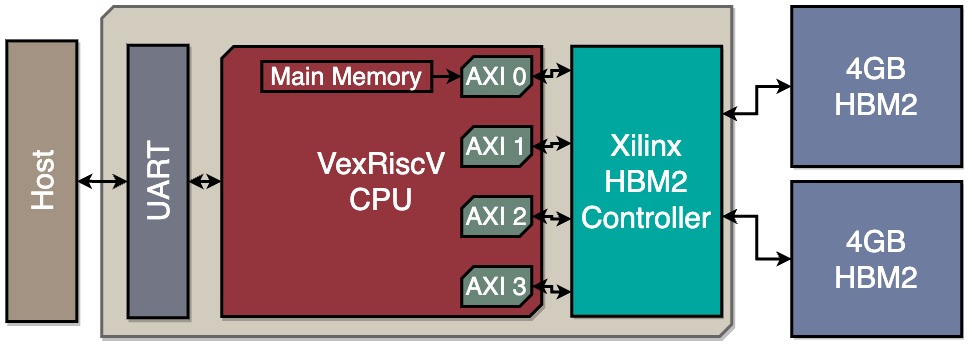 Host
UART
Main Memory
VexRiscV
CPU
AXI 0
AXI 1
AXI 2
AXI 3
Xilinx
HBM2
Controller
4GB
HBM2
4GB
HBM2